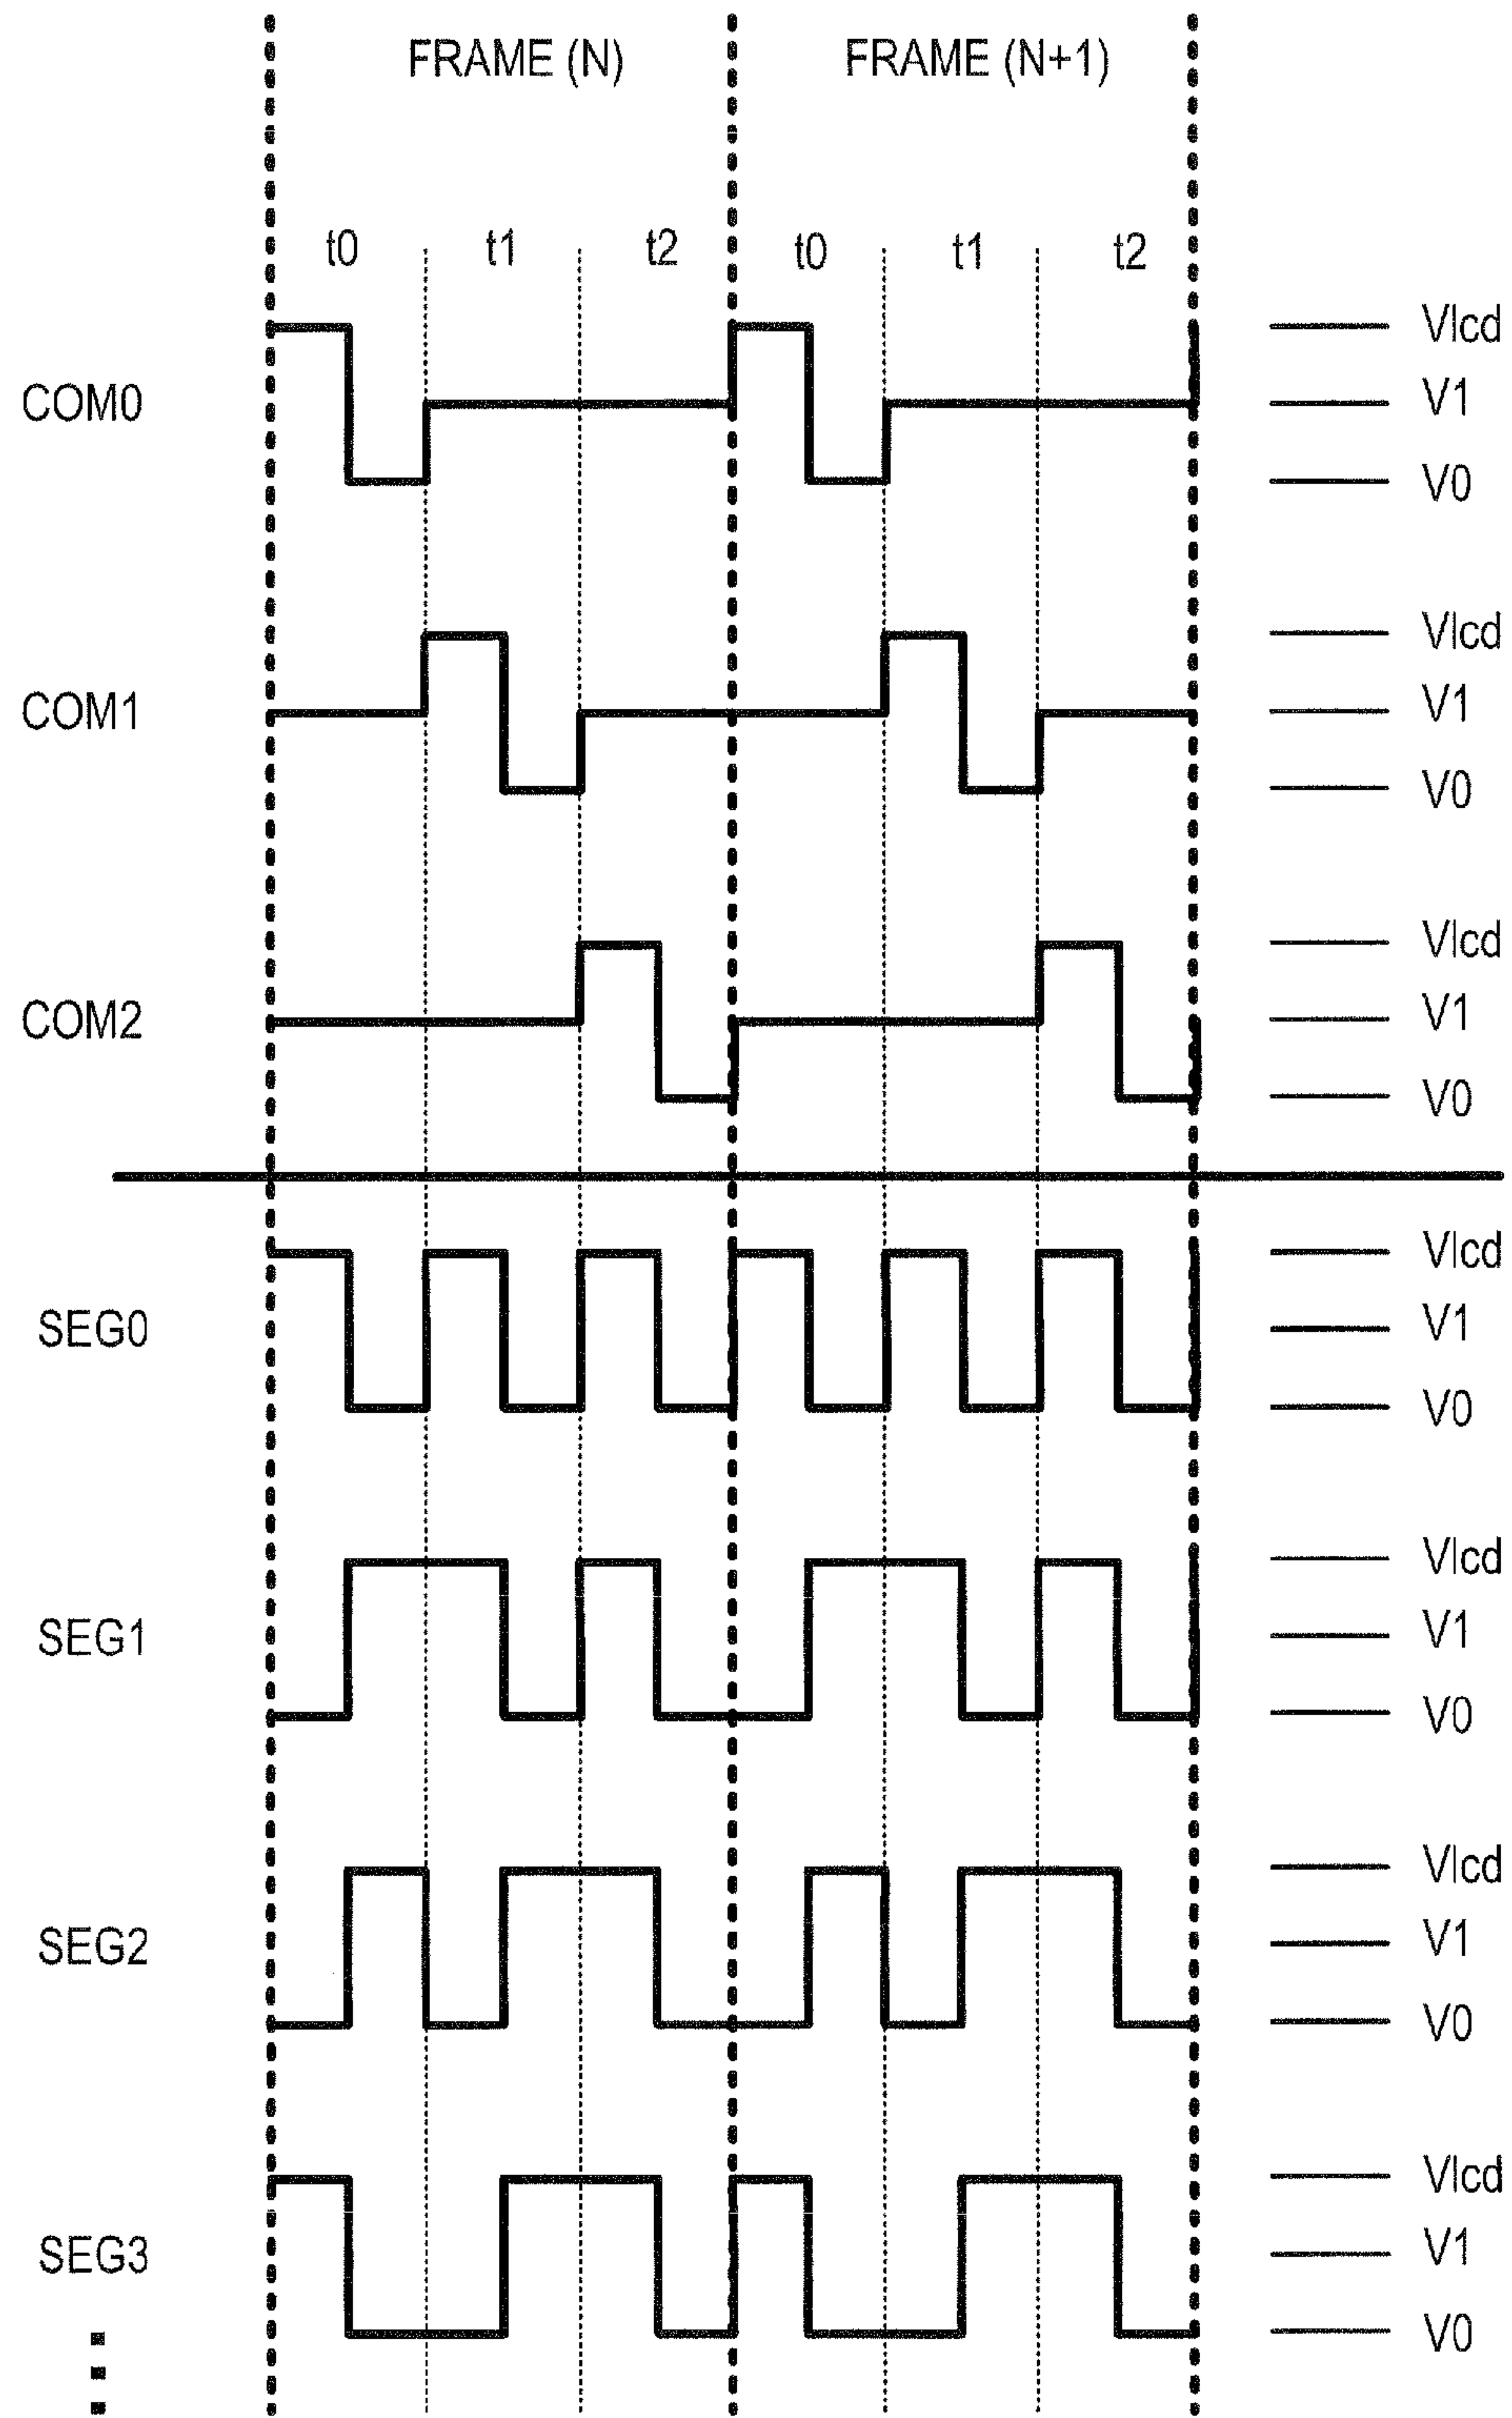 FRAME (N) FRAME (N+1)
t0 t1 t2 t0 t1 t2
Vlcd
COM0 V1
V0
Vlcd
COM1 V1
V0
Vlcd
COM2 V1
V0
Vlcd
SEG0 V1
V0
Vlcd
SEG1 V1
V0
Vlcd
SEG2 V1
V0
Vlcd
SEG3 V1
V0